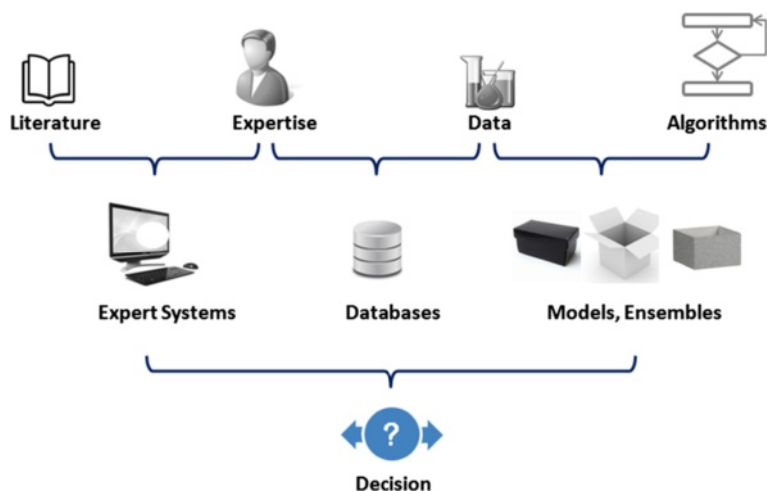 Literature
Expertise
Data
Algorithms
Expert Systems
Databases
Models, Ensembles
?
Decision